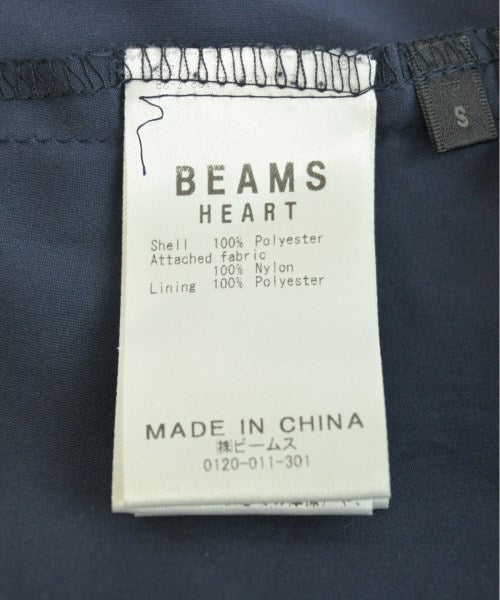 S
BEAMS
HEART
Shell 100% Polyester
Attached fabric
100% Nylon
Lining 100% Polyester
MADE IN CHINA
㈱ビームス
0120-011-301